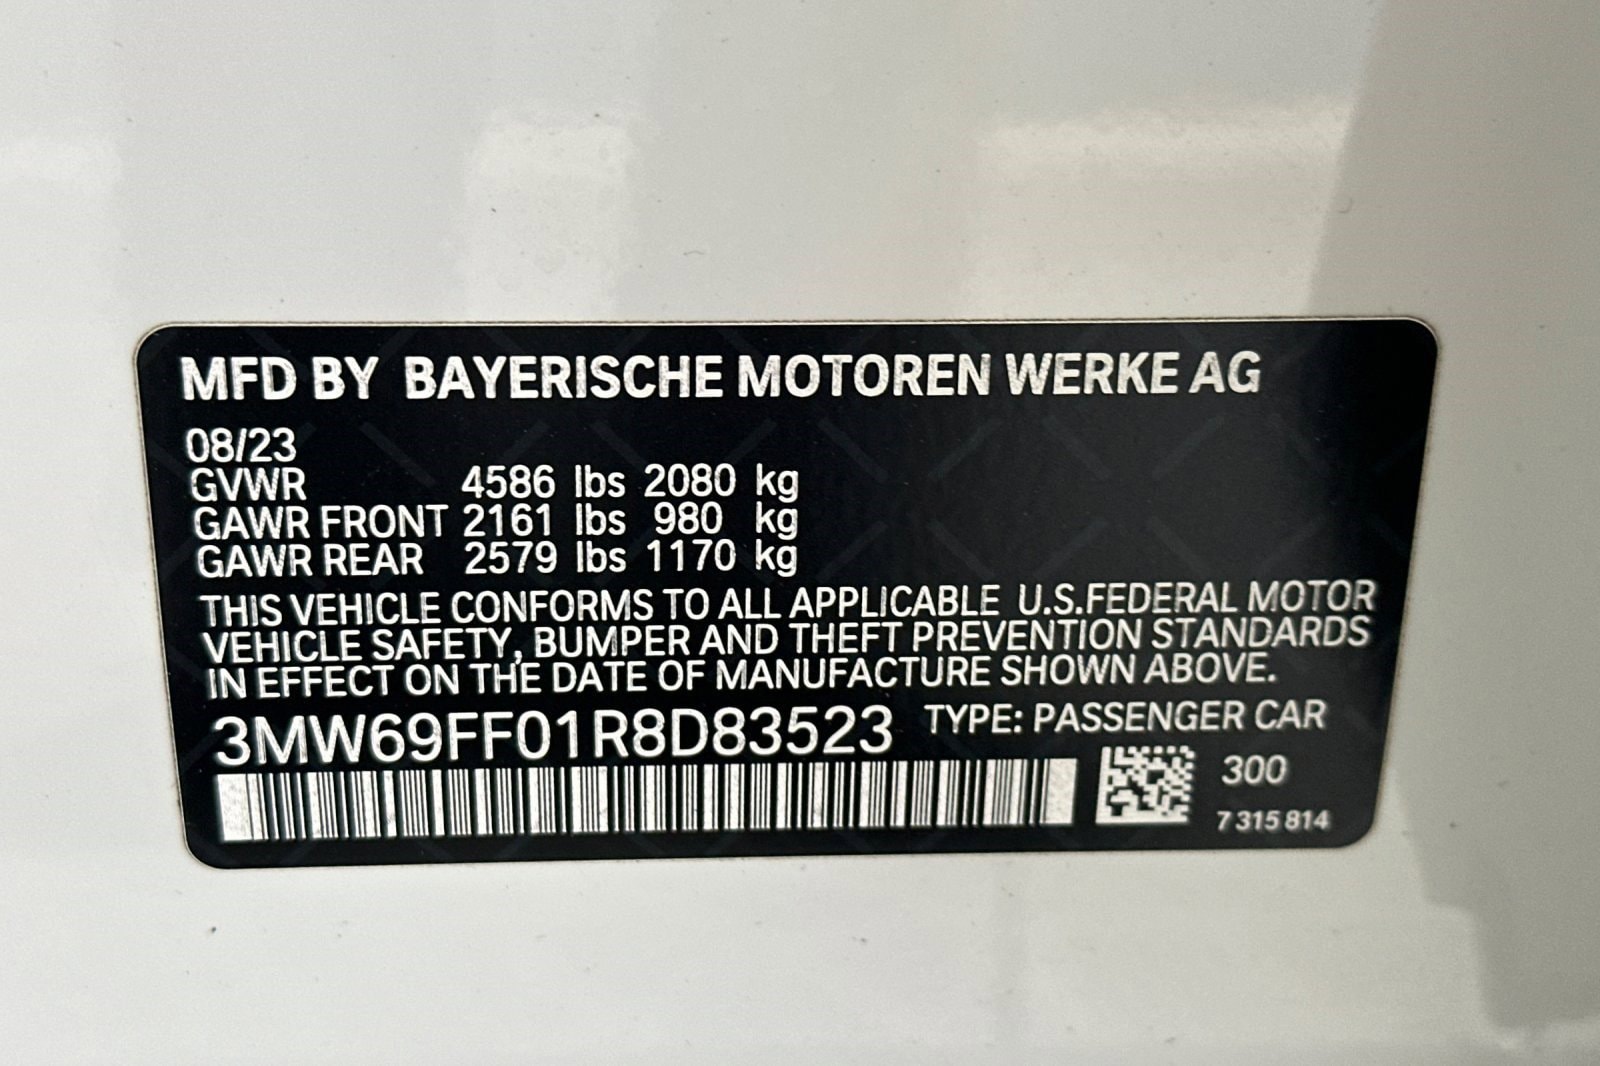 MFD BY BAYERISCHE MOTOREN WERKE AG
08/23
GVWR 4586 lbs 2080 kg
GAWR FRONT 2161 lbs 980 kg
GAWR REAR 2579 lbs 1170 kg
THIS VEHICLE CONFORMS TO ALL APPLICABLE U.S.FEDERAL MOTOR
VEHICLE SAFETY, BUMPER AND THEFT PREVENTION STANDARDS
IN EFFECT ON THE DATE OF MANUFACTURE SHOWN ABOVE.
3MW69FF01R8D83523 TYPE: PASSENGER CAR
300
7 315 814